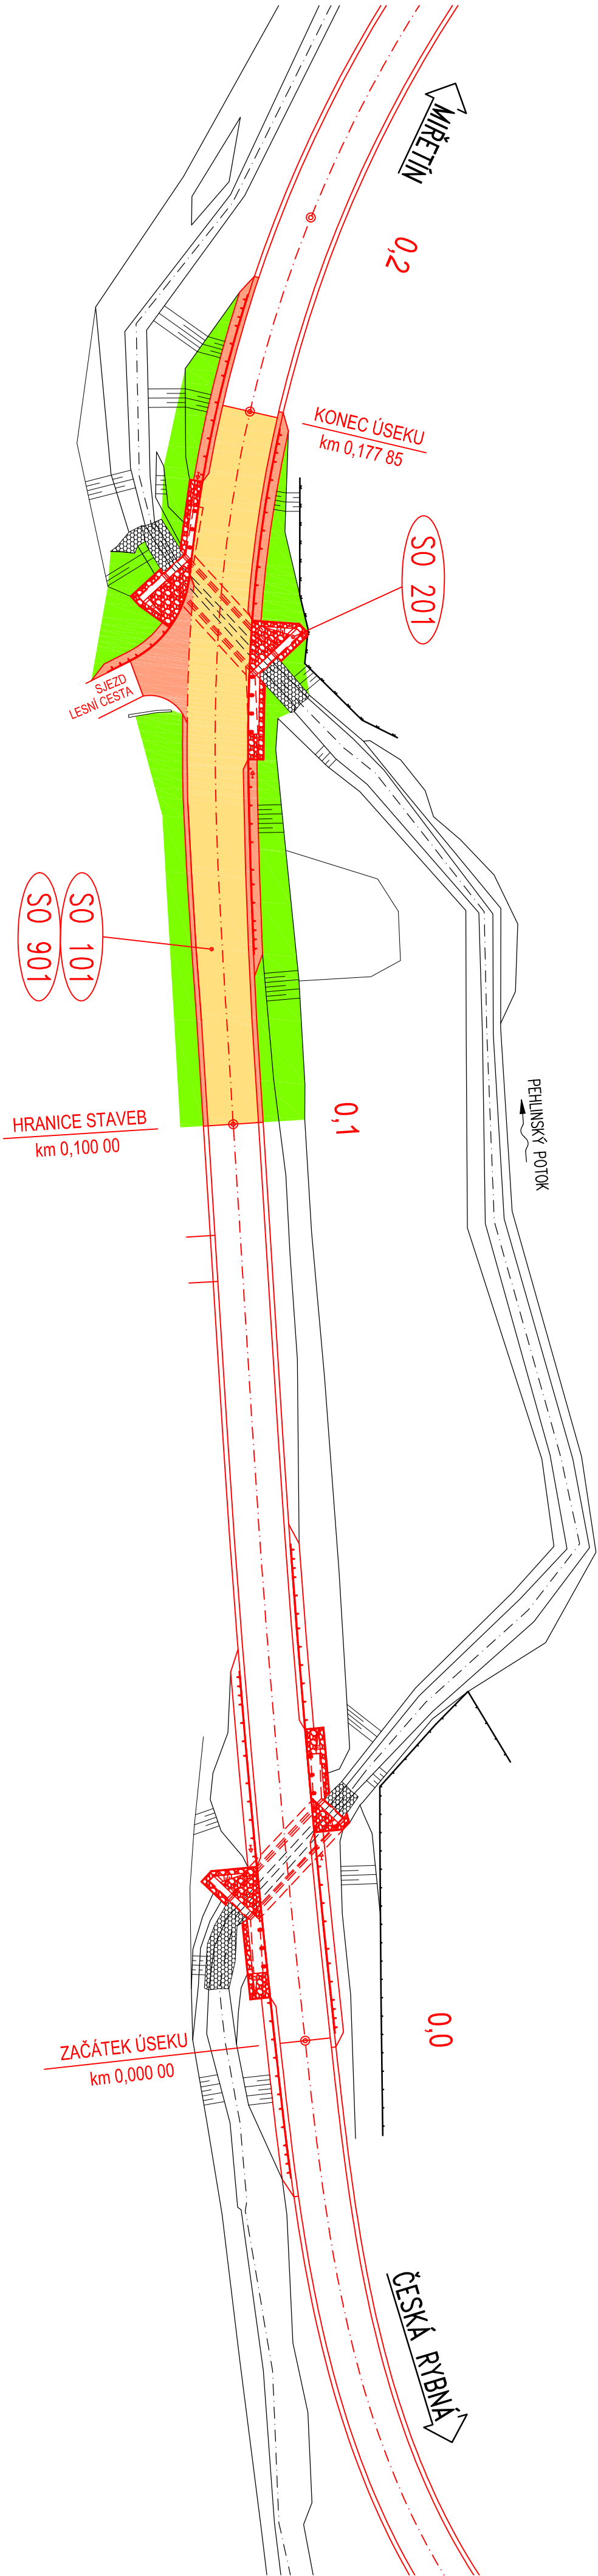 MIŘETÍN
0,2
KONEC ÚSEKU
km 0,177 85
SO 201
SJEZD
LESNÍ CESTA
SO 101
SO 901
PEHLINSKÝ POTOK
0,1
HRANICE STAVEB
km 0,100 00
0,0
ZAČÁTEK ÚSEKU
km 0,000 00
ČESKÁ RYBNÁ